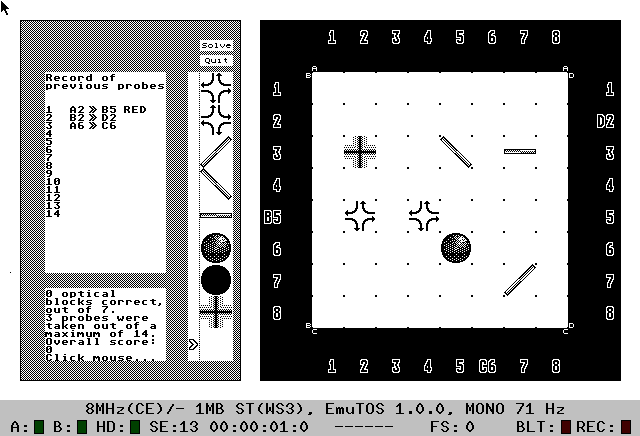 Solve
Quit
Record of
previous probes
1 A2 » B5 RED
2 B2 » D2
3 A6 » C6
4
5
6
7
8
9
10
11
12
13
14
0 optical
blocks correct,
out of 7.
3 probes were
taken out of a
maximum of 14.
Overall score:
0
Click mouse...
1 2 3 4 5 6 7 8
A A
B D
1 1
2 D2
3 3
4 4
B5 5
6 6
7 7
8 8
B D
C C
1 2 3 4 5 C6 7 8
8MHz(CE)/- 1MB ST(WS3), EmuTOS 1.0.0, MONO 71 Hz
A: B: HD: SE:13 00:00:01:0 ------ FS: 0 BLT: REC: